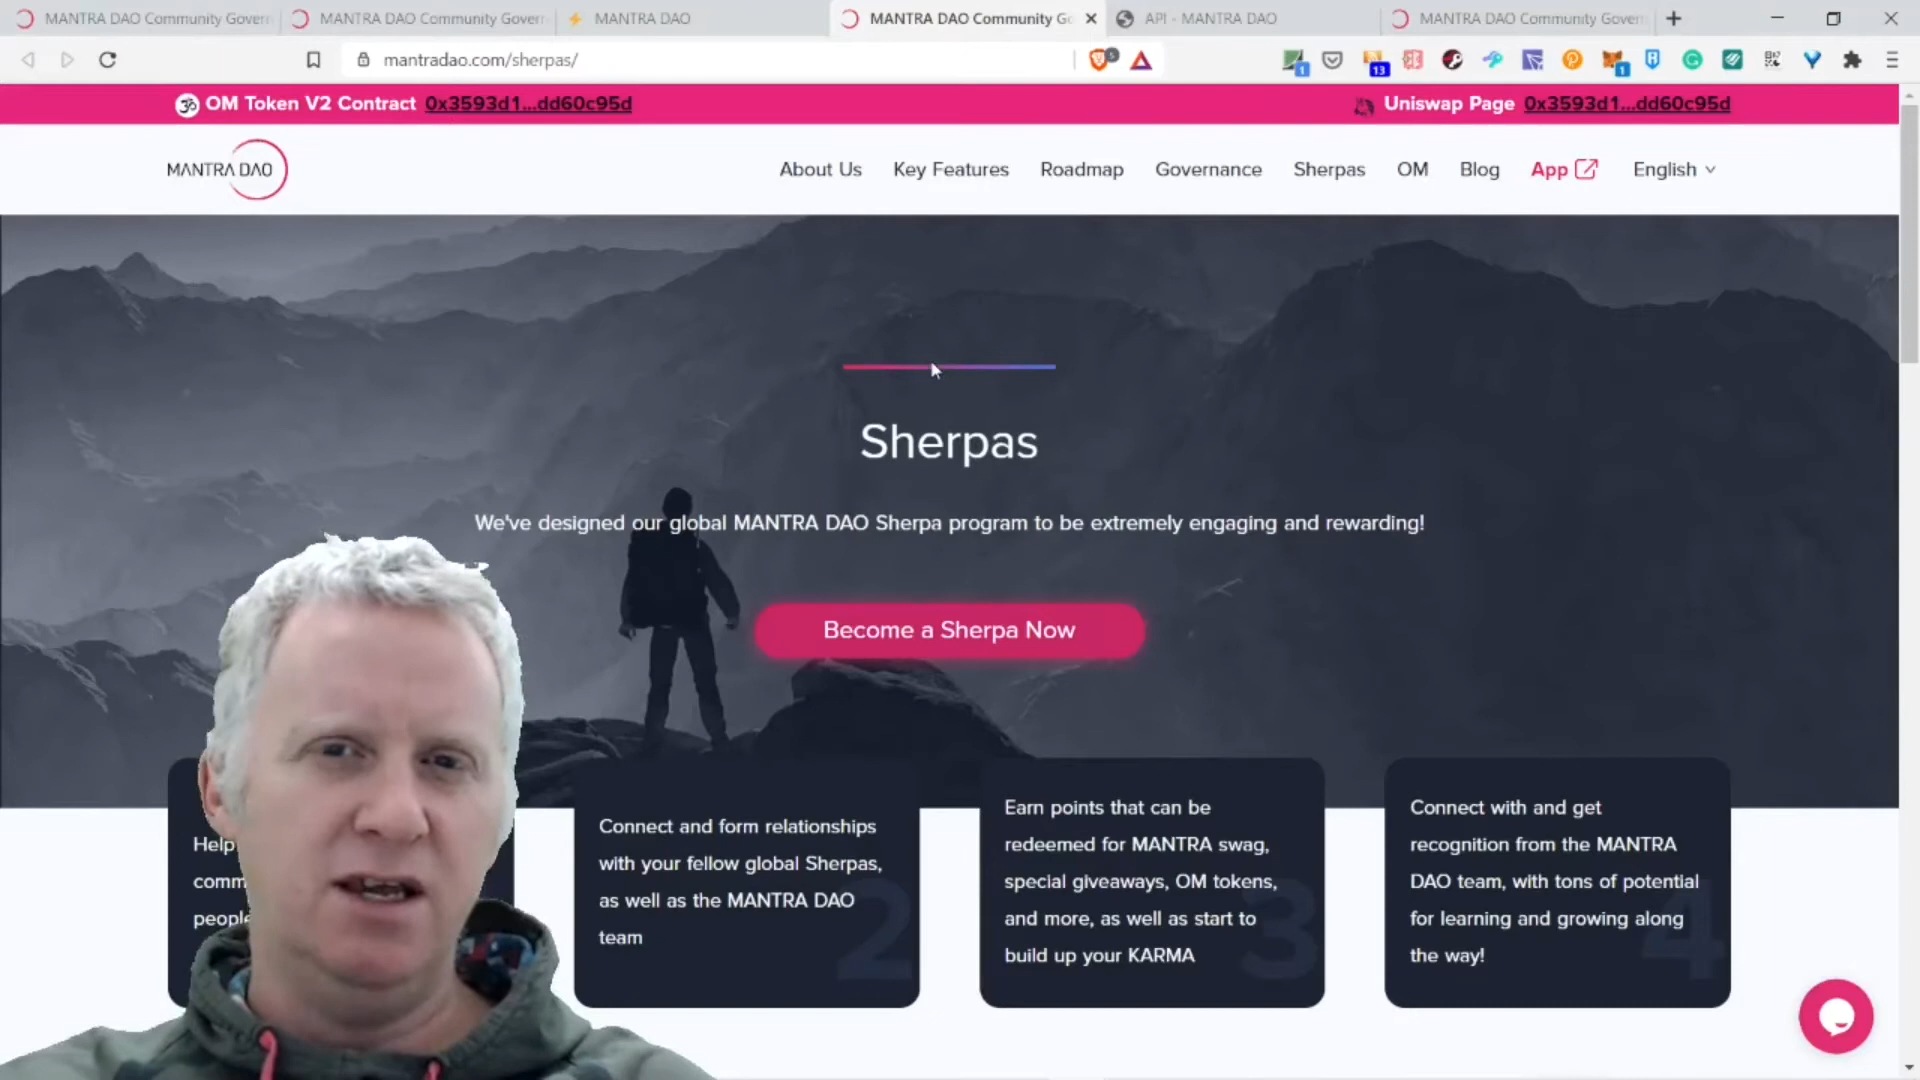 MANTRA DAO Community Govern
MANTRA DAO Community Govern
MANTRA DAO
MANTRA DAO Community Go
API - MANTRA DAO
MANTRA DAO Community Govern
mantradao.com/sherpas/
5
1
13
1
OM Token V2 Contract 0x3593d1...dd60c95d
Uniswap Page 0x3593d1...dd60c95d
MANTRA DAO
About Us
Key Features
Roadmap
Governance
Sherpas
OM
Blog
App
English
Sherpas
We've designed our global MANTRA DAO Sherpa program to be extremely engaging and rewarding!
Become a Sherpa Now
Help
comm
people
Connect and form relationships
with your fellow global Sherpas,
as well as the MANTRA DAO
team
2
Earn points that can be
redeemed for MANTRA swag,
special giveaways, OM tokens,
and more, as well as start to
build up your KARMA
3
Connect with and get
recognition from the MANTRA
DAO team, with tons of potential
for learning and growing along
the way!
4